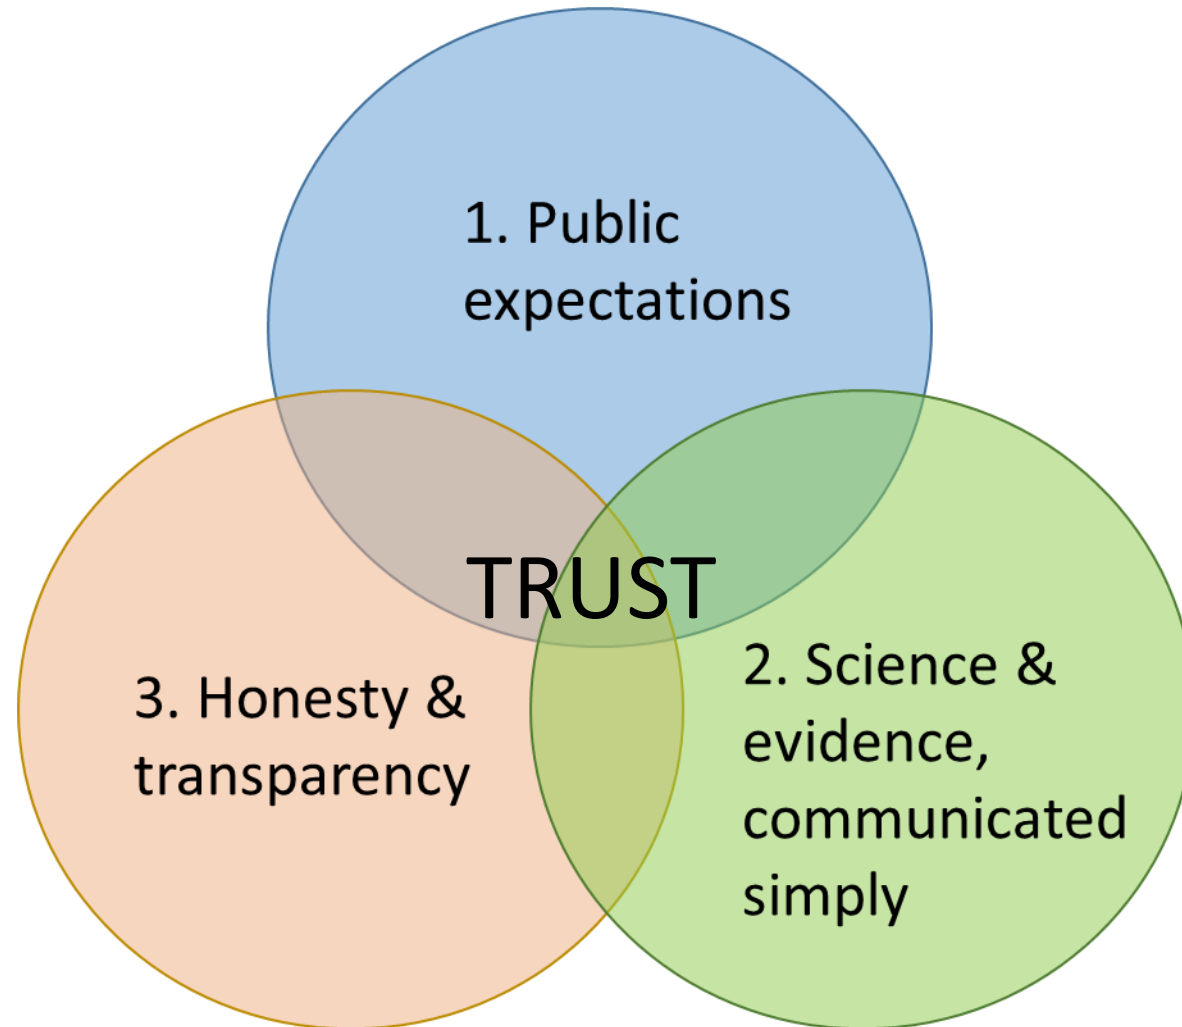 1. Public
expectations
TRUST
2. Science &
evidence,
communicated
simply
3. Honesty &
transparency